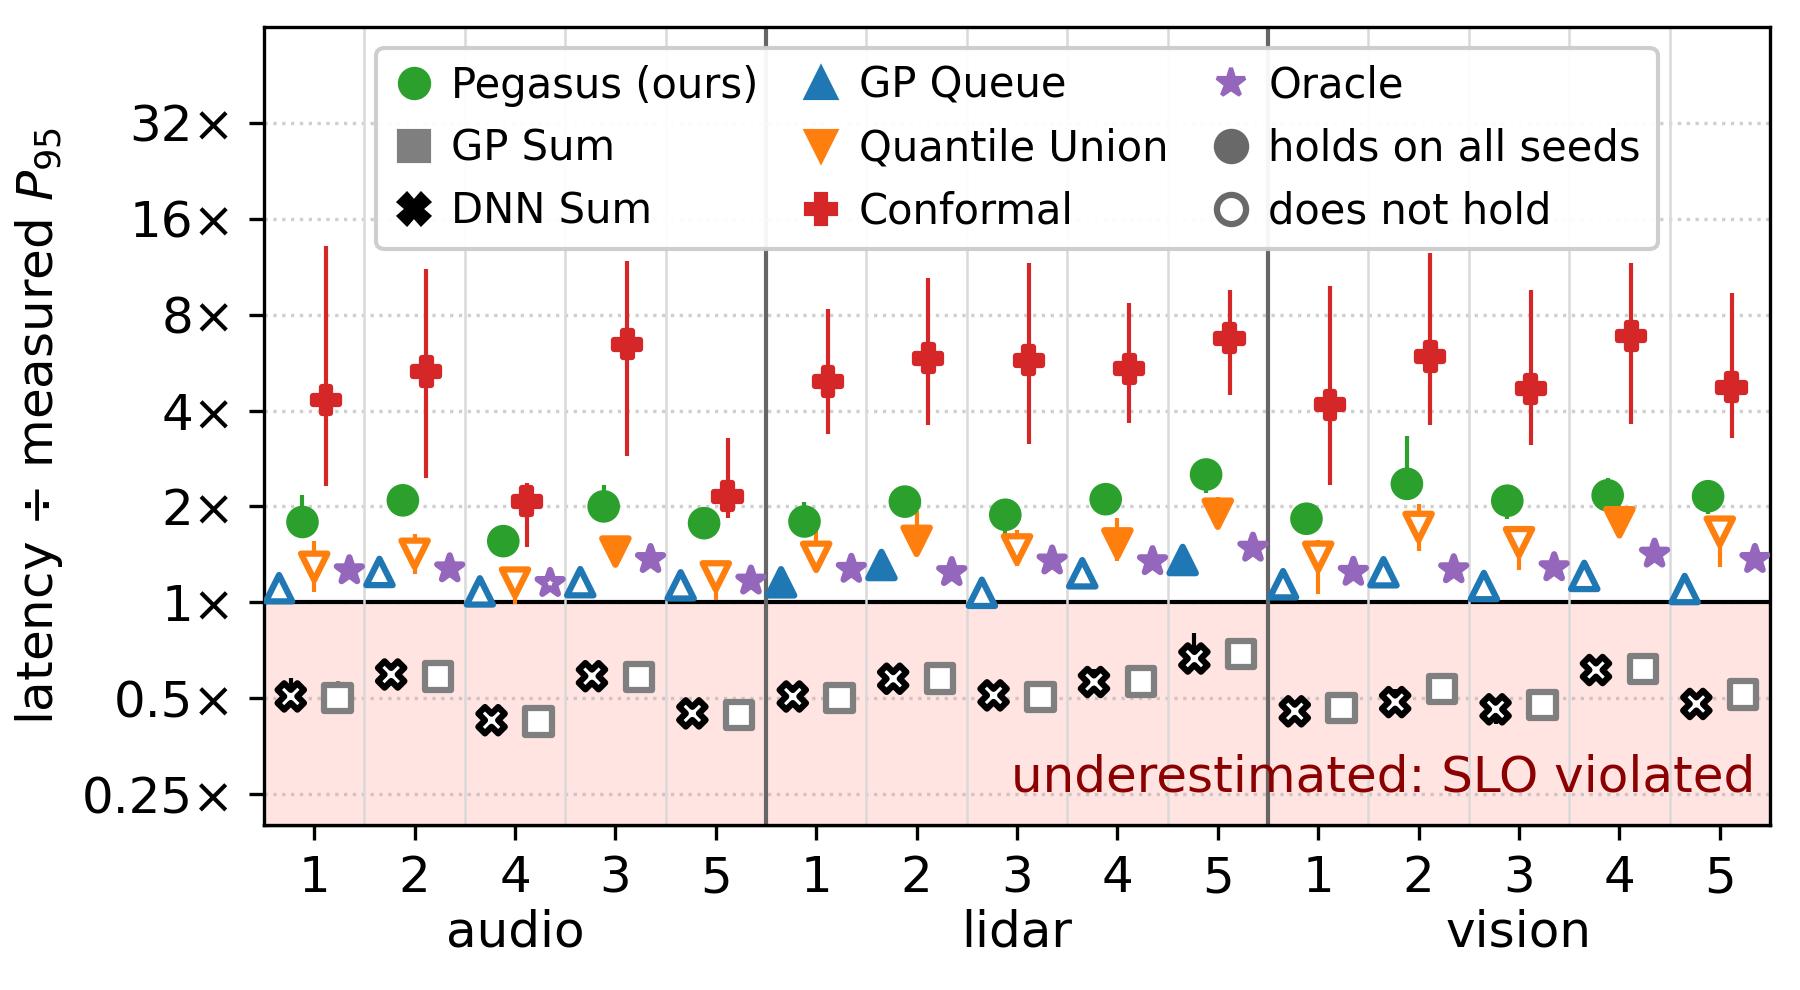 latency ÷ measured P95
32×
16×
8×
4×
2×
1×
0.5×
0.25×
Pegasus (ours)
GP Sum
DNN Sum
GP Queue
Quantile Union
Conformal
Oracle
holds on all seeds
does not hold
underestimated: SLO violated
1 2 4 3 5 1 2 3 4 5 1 2 3 4 5
audio lidar vision